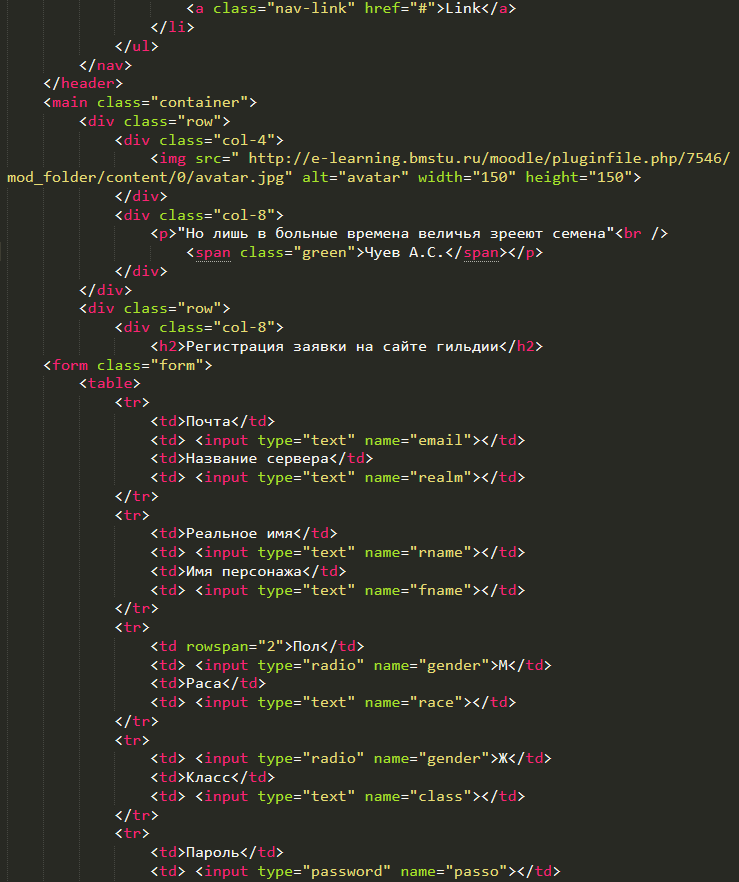 <a class="nav-link" href="#">Link</a>
</li>
</ul>
</nav>
</header>
<main class="container">
<div class="row">
<div class="col-4">
<img src=" http://e-learning.bmstu.ru/moodle/pluginfile.php/7546/
mod_folder/content/0/avatar.jpg" alt="avatar" width="150" height="150">
</div>
<div class="col-8">
<p>"Но лишь в больные времена величья зреюет семена"<br />
<span class="green">Чуев А.С.</span></p>
</div>
</div>
<div class="row">
<div class="col-8">
<h2>Регистрация заявки на сайте гильдии</h2>
<form class="form">
<table>
<tr>
<td>Почта</td>
<td> <input type="text" name="email"></td>
<td>Название сервера</td>
<td> <input type="text" name="realm"></td>
</tr>
<tr>
<td>Реальное имя</td>
<td> <input type="text" name="rname"></td>
<td>Имя персонажа</td>
<td> <input type="text" name="fname"></td>
</tr>
<tr>
<td rowspan="2">Пол</td>
<td> <input type="radio" name="gender">М</td>
<td>Раса</td>
<td> <input type="text" name="race"></td>
</tr>
<tr>
<td> <input type="radio" name="gender">Ж</td>
<td>Класс</td>
<td> <input type="text" name="class"></td>
</tr>
<tr>
<td>Пароль</td>
<td> <input type="password" name="passo"></td>